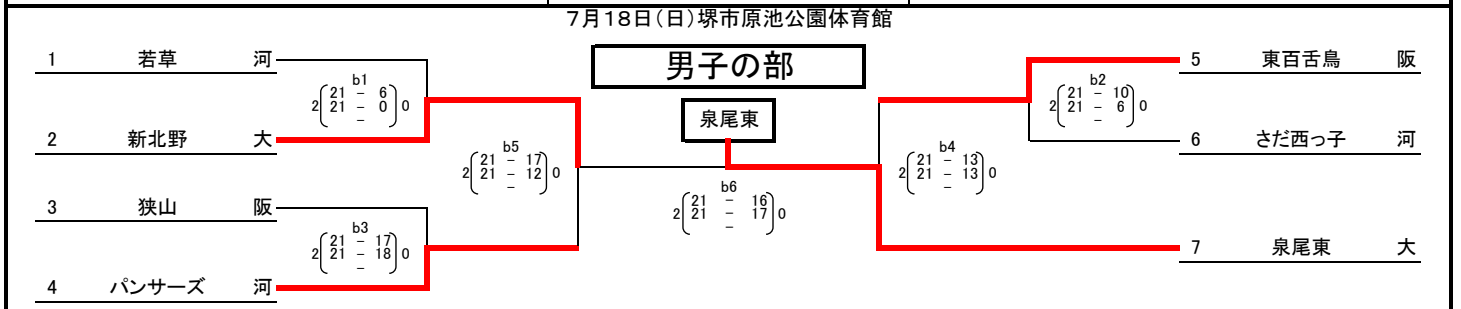 7月18日(日)堺市原池公園体育館
男子の部
泉尾東
1 若草 河
b1
2 21 - 6 0
21 - 0
-
2 新北野 大
b5
2 21 - 17 0
21 - 12
-
3 狭山 阪
b3
2 21 - 17 0
21 - 18
-
4 パンサーズ 河
b6
2 21 - 16 0
21 - 17
-
5 東百舌鳥 阪
b2
2 21 - 10 0
21 - 6
-
6 さだ西っ子 河
b4
2 21 - 13 0
21 - 13
-
7 泉尾東 大